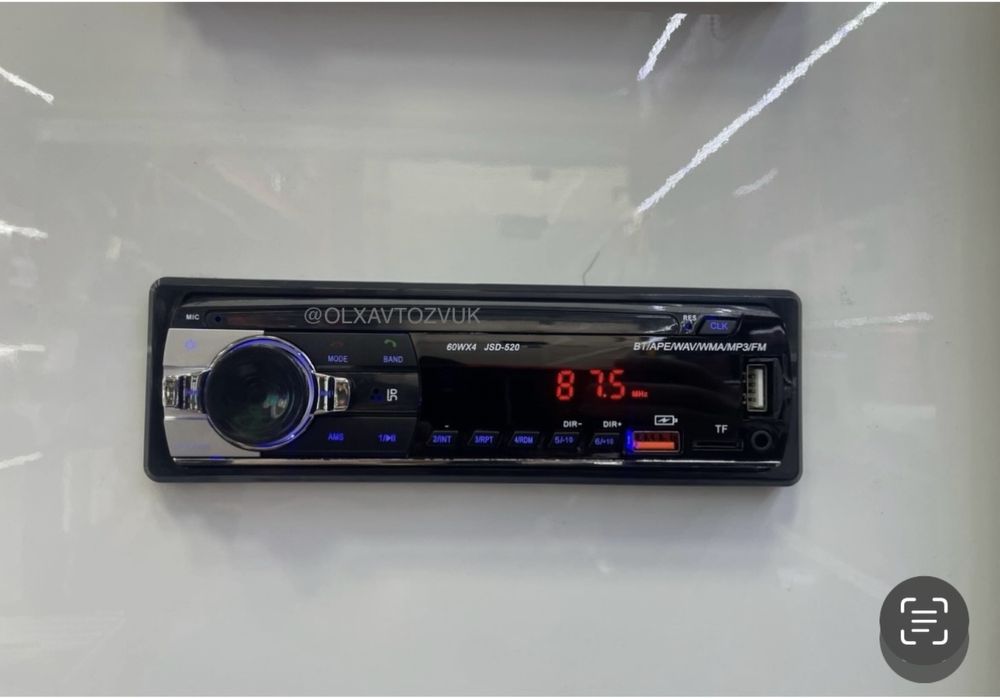 @OLXAVTOZVUK
MIC
RES
CLK
60WX4 JSD-520
BT/APE/WAV/WMA/MP3/FM
MODE
BAND
87.5 MHz
DIR-
DIR+
TF
AMS
1/▶II
2/INT
3/RPT
4/RDM
5/-10
6/+10